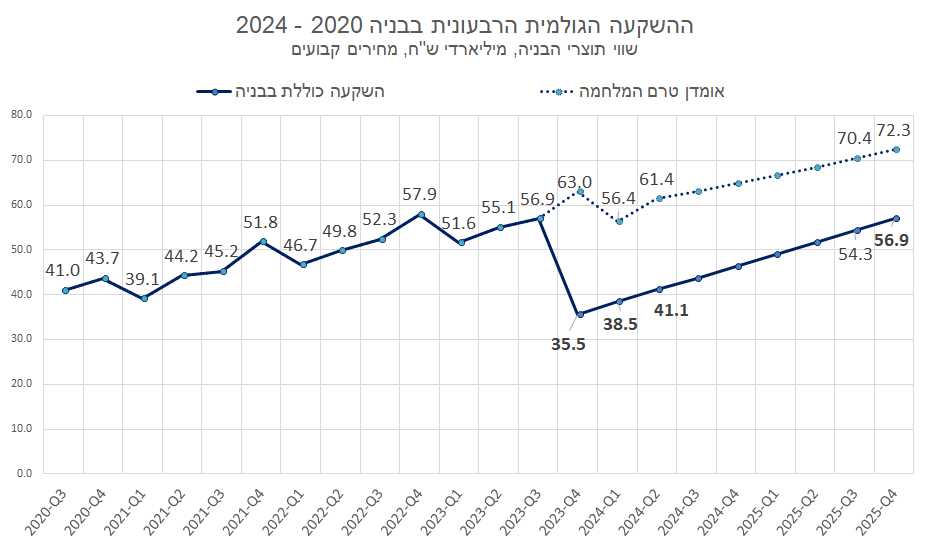 ההשקעה הגולמית הרבעונית בבניה 2020 - 2024
שווי תוצרי הבניה, מיליארדי ש"ח, מחירים קבועים
אומדן טרם המלחמה
השקעה כוללת בבניה
80.0
70.0
60.0
50.0
40.0
30.0
20.0
10.0
0.0
41.0
43.7
39.1
44.2
45.2
51.8
46.7
49.8
52.3
57.9
51.6
55.1
56.9
63.0
56.4
61.4
70.4
72.3
35.5
38.5
41.1
54.3
56.9
2020-Q3
2020-Q4
2021-Q1
2021-Q2
2021-Q3
2021-Q4
2022-Q1
2022-Q2
2022-Q3
2022-Q4
2023-Q1
2023-Q2
2023-Q3
2023-Q4
2024-Q1
2024-Q2
2024-Q3
2024-Q4
2025-Q1
2025-Q2
2025-Q3
2025-Q4